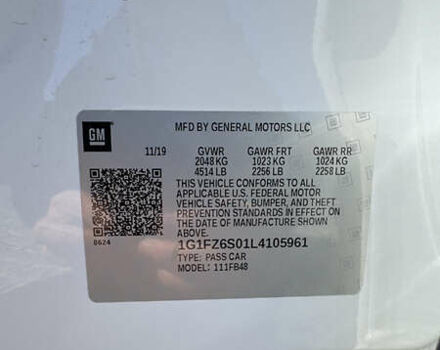 GM
MFD BY GENERAL MOTORS LLC
11/19 GVWR GAWR FRT GAWR RR
2048 KG 1023 KG 1024 KG
4514 LB 2256 LB 2258 LB
THIS VEHICLE CONFORMS TO ALL
APPLICABLE U.S. FEDERAL MOTOR
VEHICLE SAFETY, BUMPER, AND THEFT
PREVENTION STANDARDS IN EFFECT ON
THE DATE OF MANUFACTURE SHOWN
ABOVE.
0624
1G1FZ6S01L4105961
TYPE: PASS CAR
MODEL: 111FB48